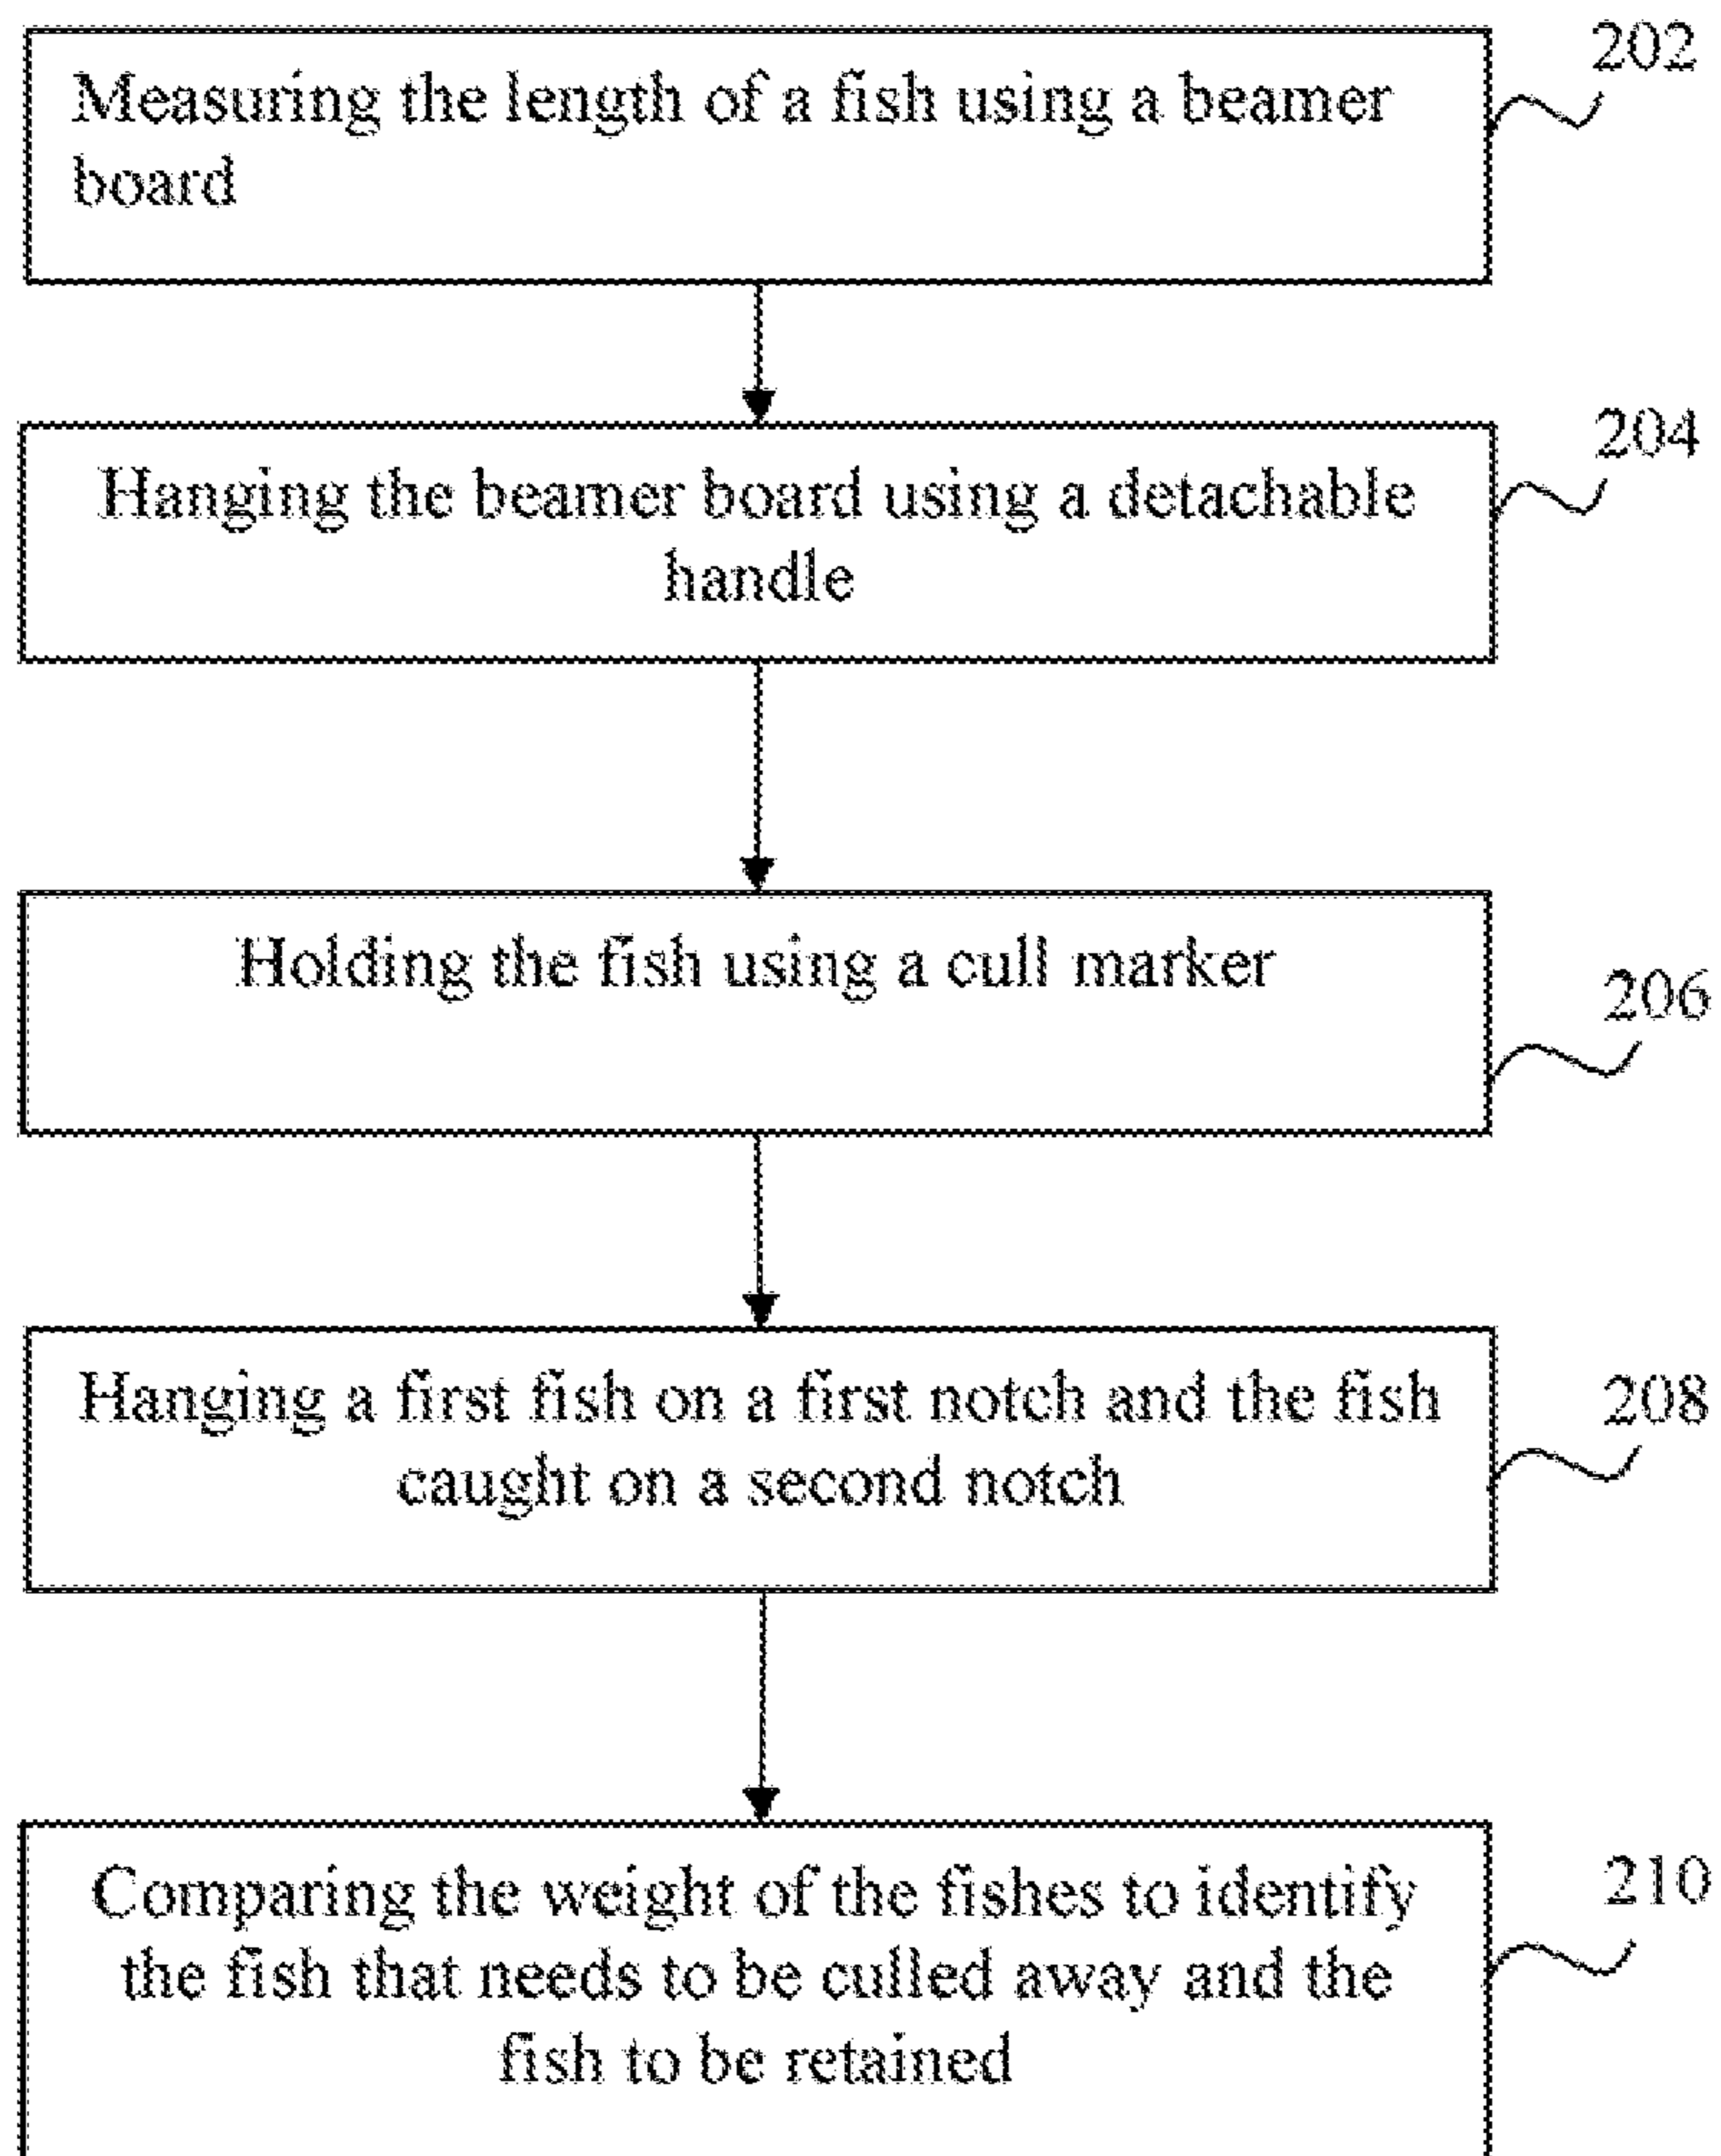 202
Measuring the length of a fish using a beamer
board
204
Hanging the beamer board using a detachable
handle
Holding the fish using a cull marker
206
Hanging a first fish on a first notch and the fish
208
caught on a second notch
210
Comparing the weight of the fishes to identify
the fish that needs to be culled away and the
fish to be retained